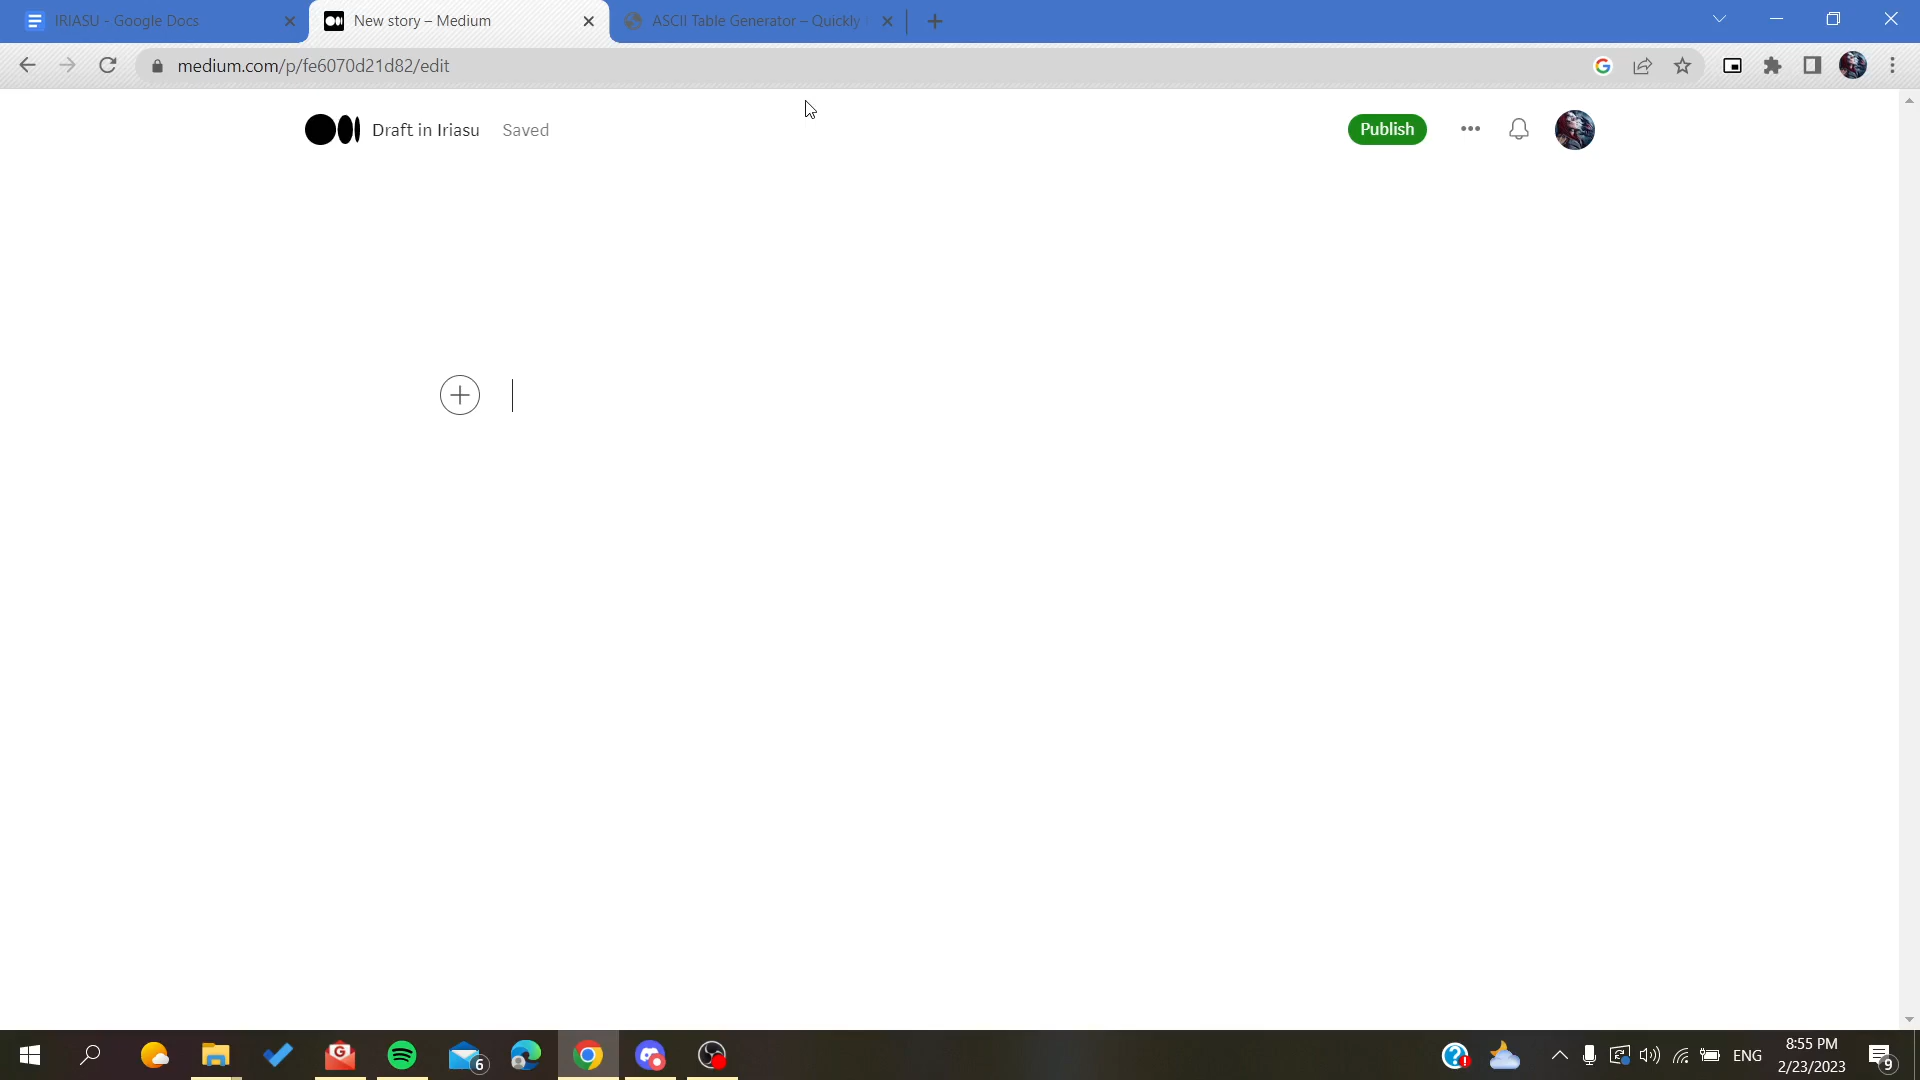 IRIASU - Google Docs
New story – Medium
ASCII Table Generator – Quickly
medium.com/p/fe6070d21d82/edit
Draft in Iriasu
Saved
Publish
6
ENG
8:55 PM
2/23/2023
9